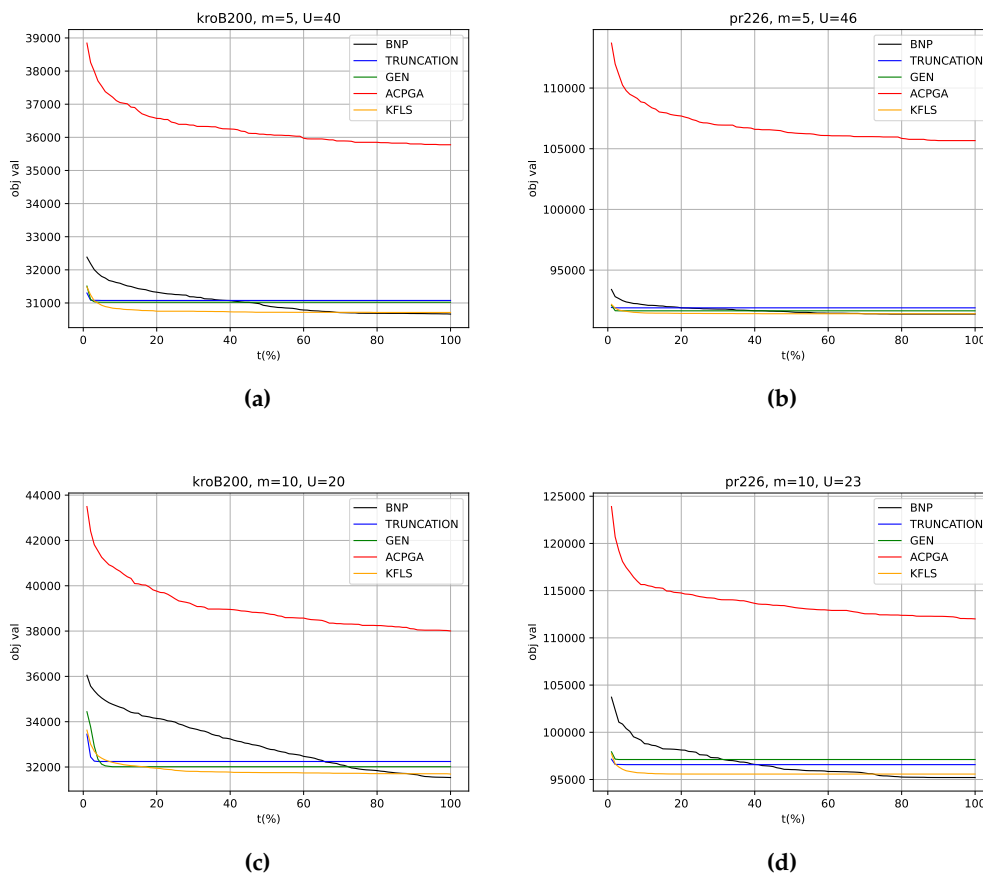 kroB200, m=5, U=40
39000
38000
37000
36000
35000
34000
33000
32000
31000
obj val
0 20 40 60 80 100
t(%)
BNP
TRUNCATION
GEN
ACPGA
KFLS
(a)
pr226, m=5, U=46
110000
105000
100000
95000
obj val
0 20 40 60 80 100
t(%)
BNP
TRUNCATION
GEN
ACPGA
KFLS
(b)
kroB200, m=10, U=20
44000
42000
40000
38000
36000
34000
32000
obj val
0 20 40 60 80 100
t(%)
BNP
TRUNCATION
GEN
ACPGA
KFLS
(c)
pr226, m=10, U=23
125000
120000
115000
110000
105000
100000
95000
obj val
0 20 40 60 80 100
t(%)
BNP
TRUNCATION
GEN
ACPGA
KFLS
(d)